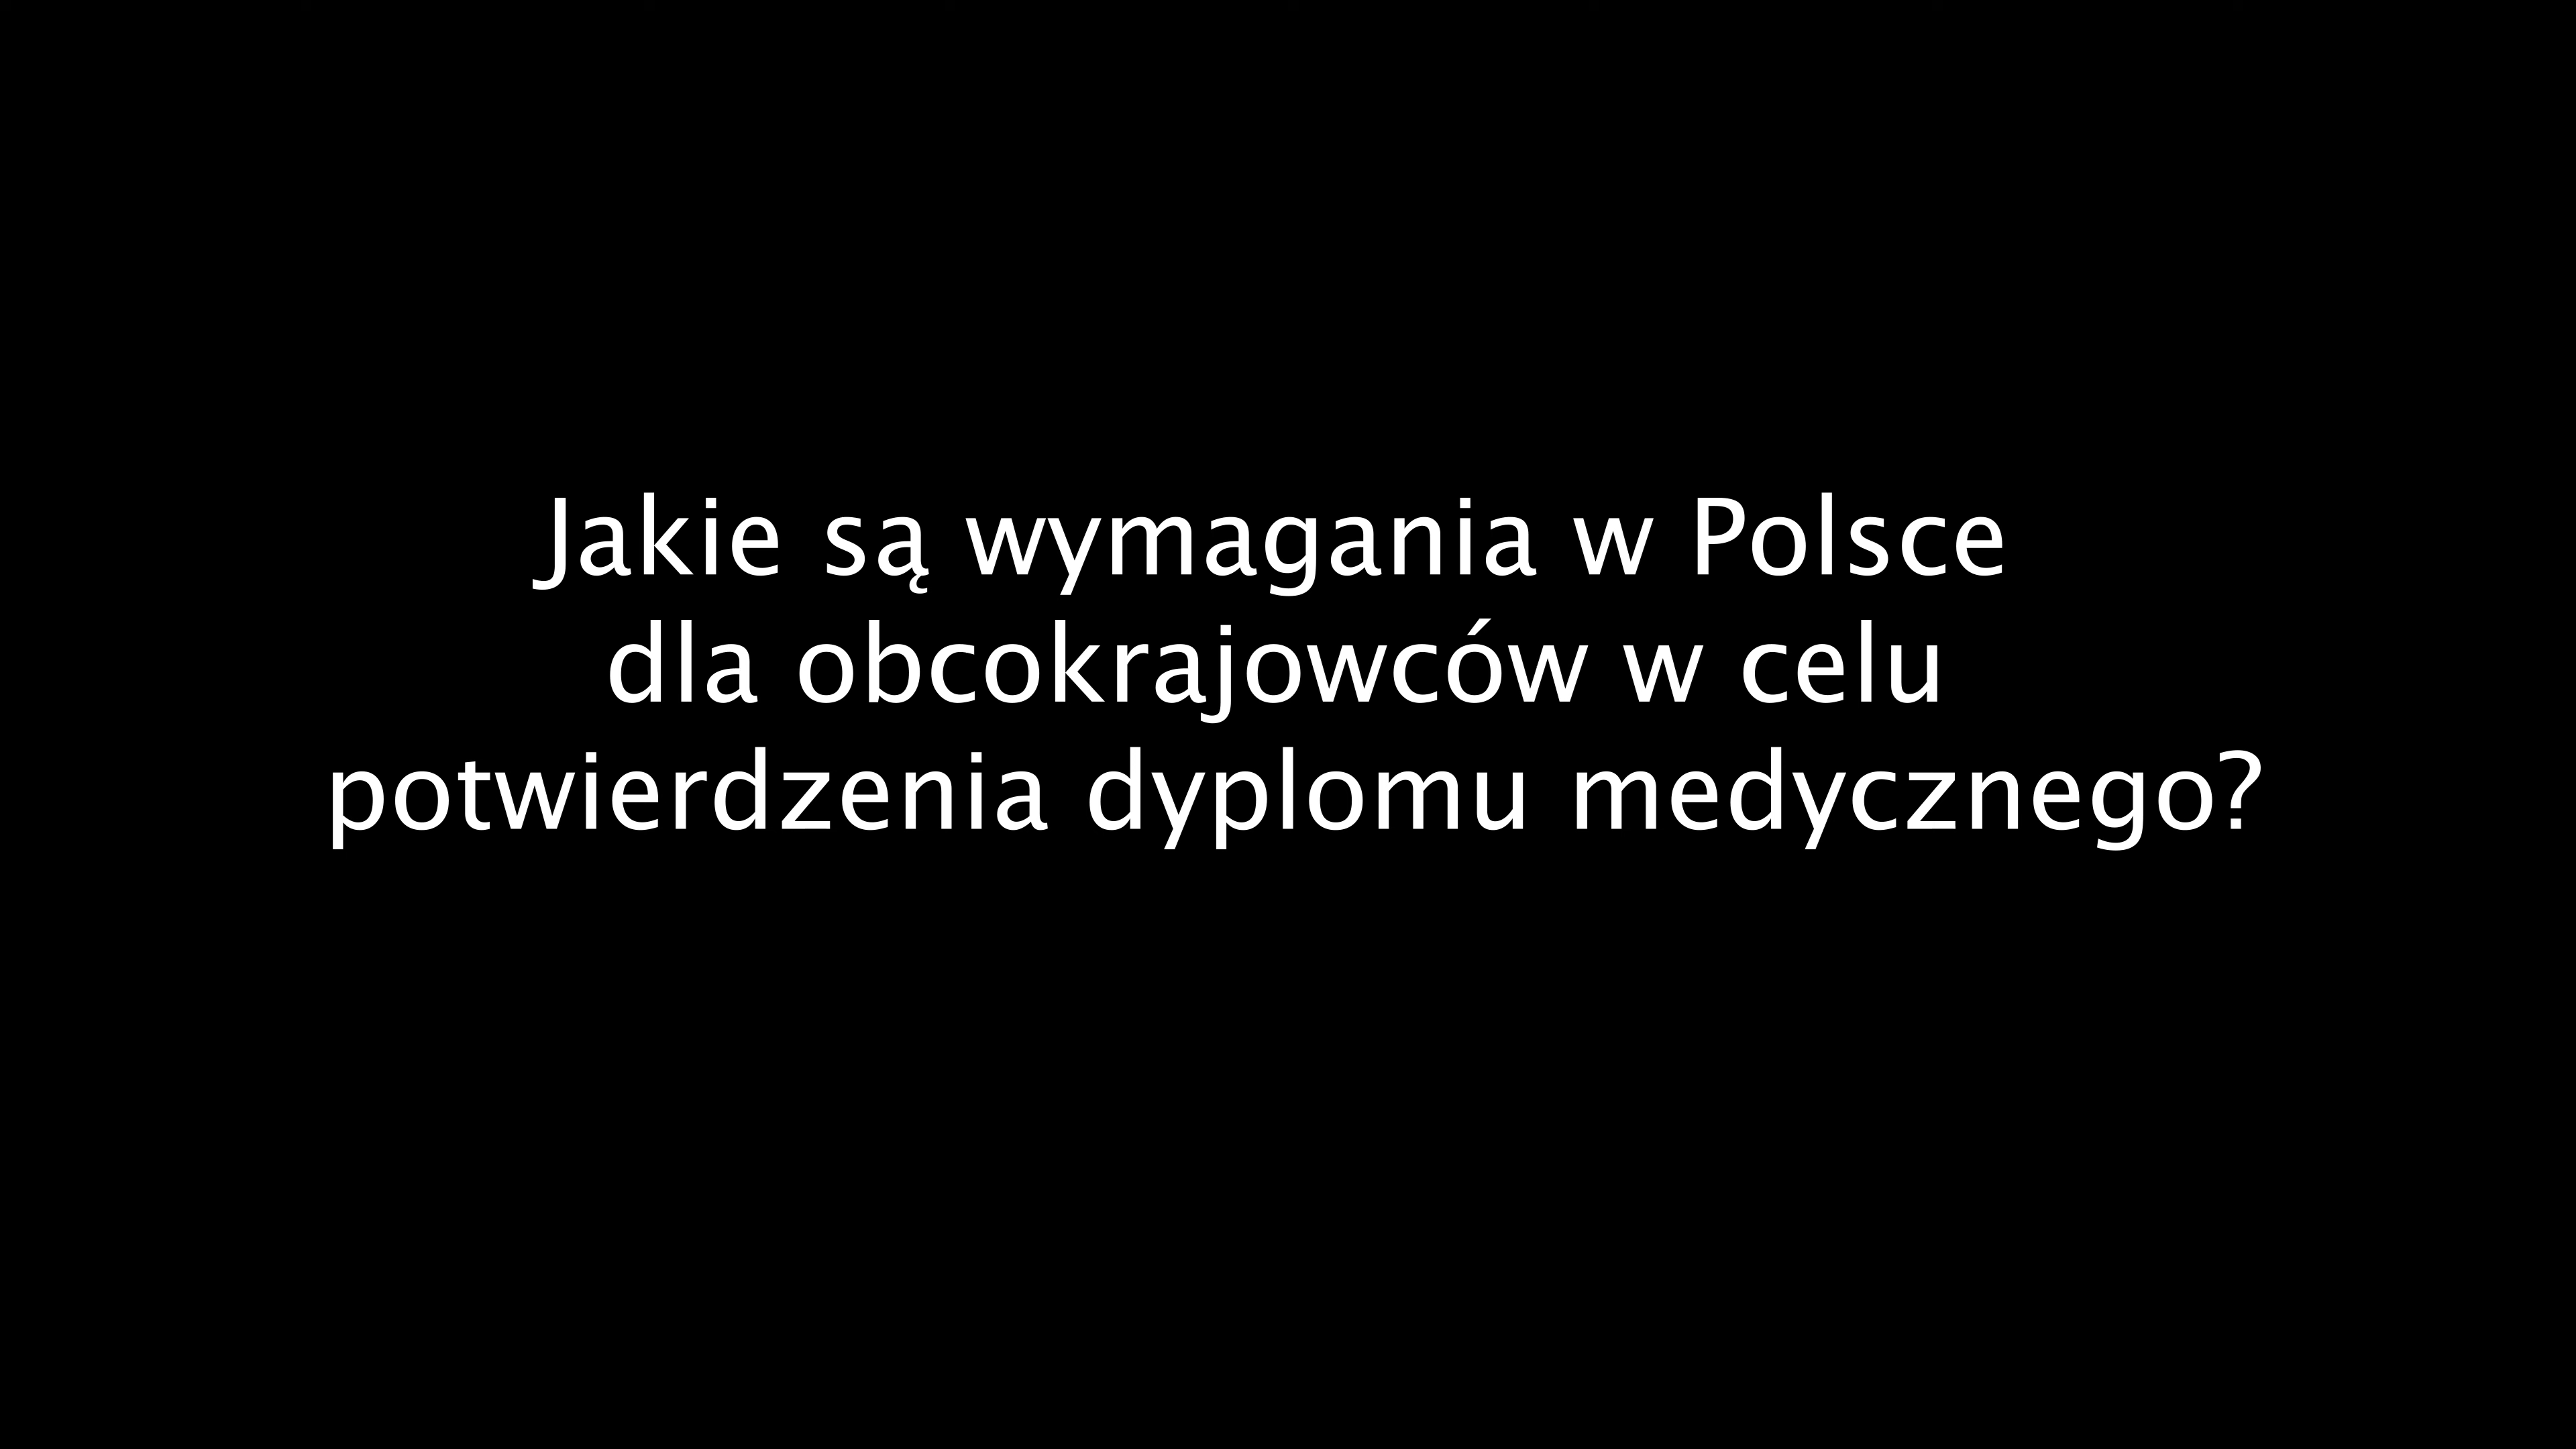 Jakie są wymagania w Polsce
dla obcokrajowców w celu
potwierdzenia dyplomu medycznego?